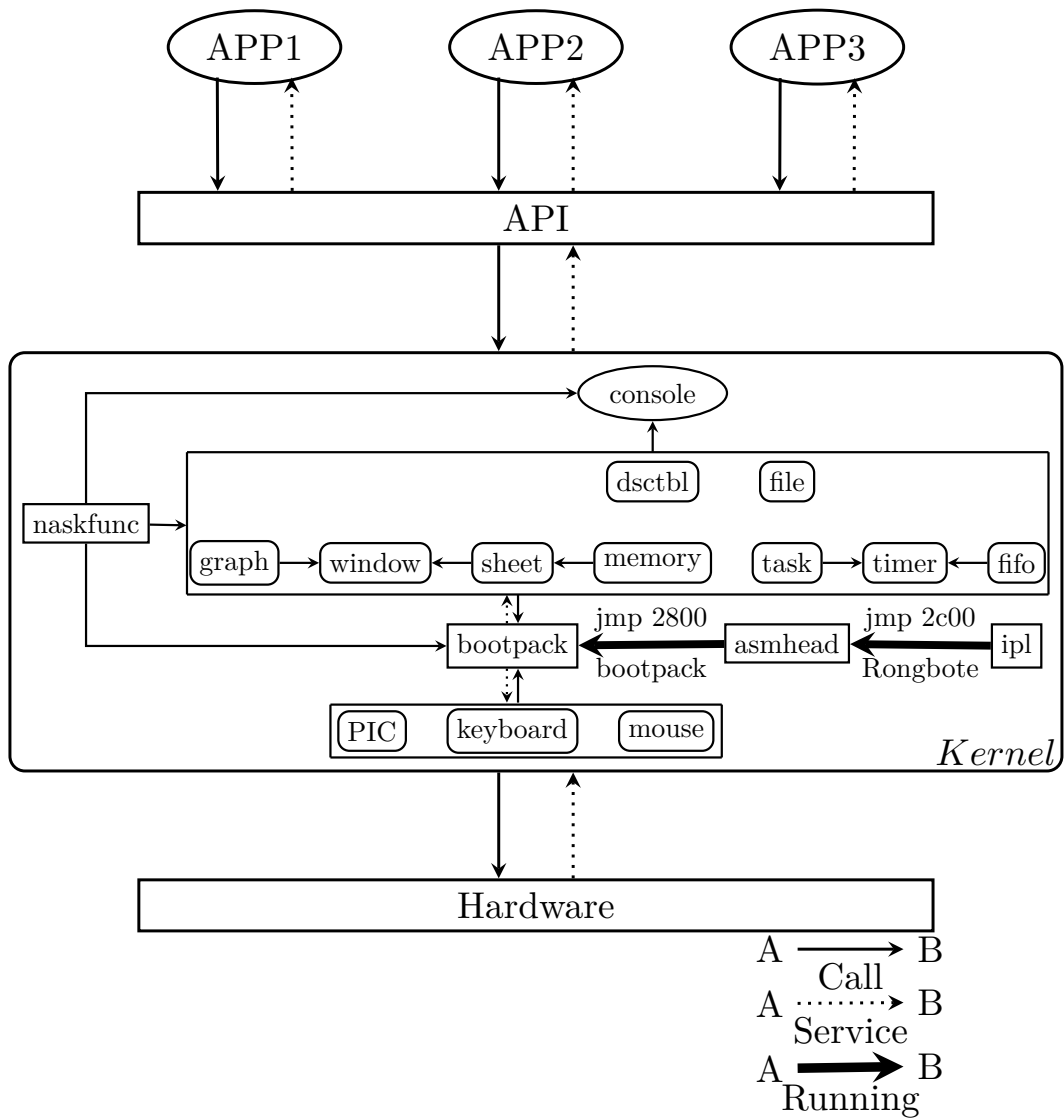 APP1 APP2 APP3
API
console
dsctbl file
naskfunc
graph window sheet memory task timer fifo
jmp 2800 jmp 2c00
bootpack asmhead ipl
bootpack Rongbote
PIC keyboard mouse
Kernel
Hardware
A B
Call
A B
Service
A B
Running